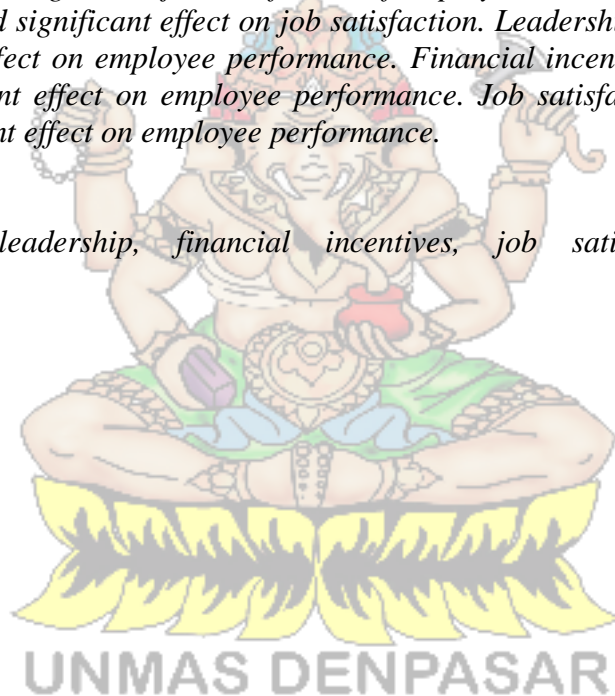 d significant effect on job satisfaction. Leadership
fect on employee performance. Financial incen
nt effect on employee performance. Job satisfa
nt effect on employee performance.
leadership, financial incentives, job sati
UNMAS DENPASAR